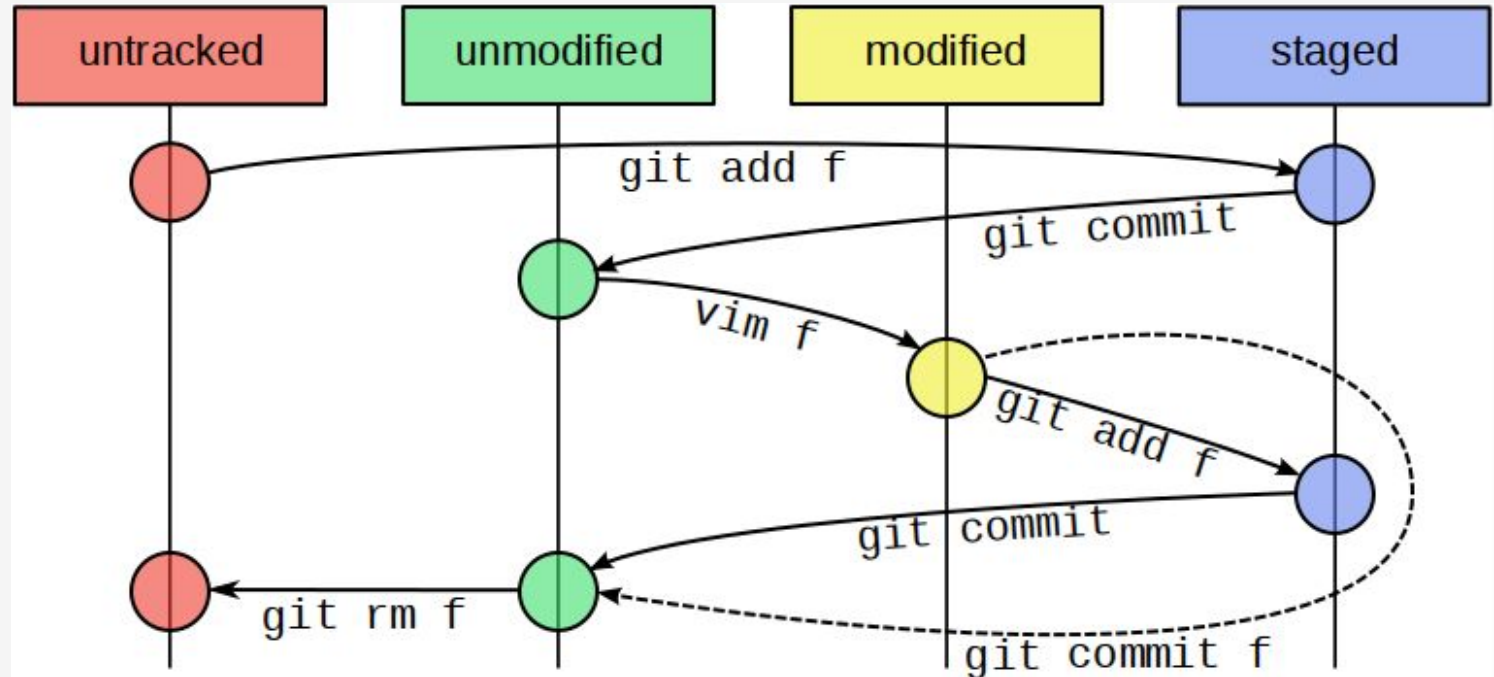 untracked
unmodified
modified
staged
git add f
git commit
vim f
git add f
git commit
git rm f
git commit f